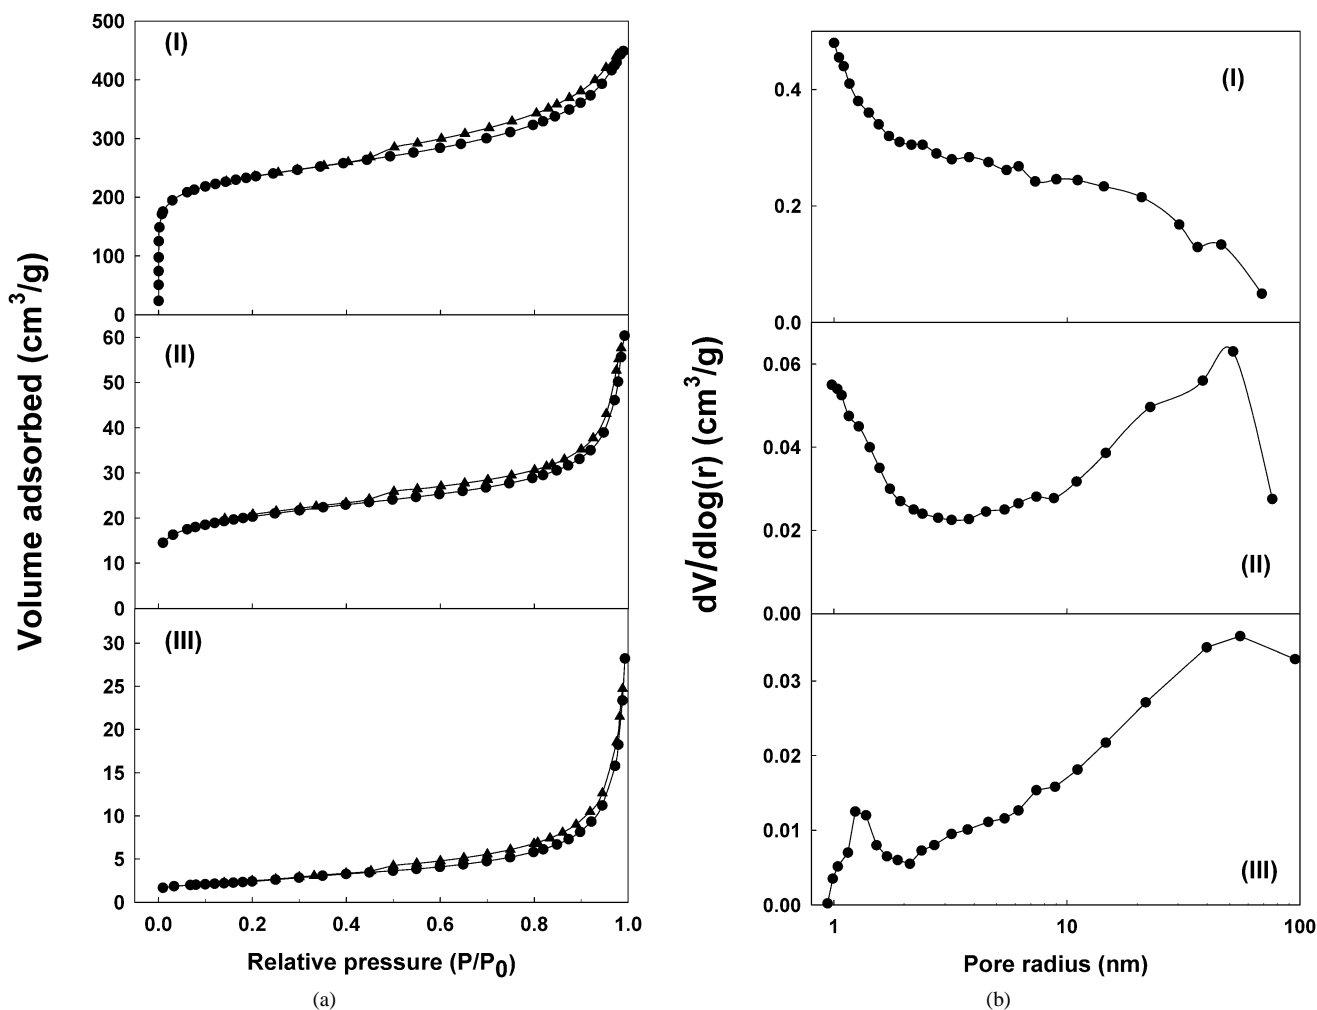 Volume adsorbed (cm³/g)
500
400
300
200
100
0
(I)
60
50
40
30
20
10
0
(II)
30
25
20
15
10
5
0
(III)
0.0 0.2 0.4 0.6 0.8 1.0
Relative pressure (P/P₀)
(a)
dV/dlog(r) (cm³/g)
0.4
0.2
0.0
(I)
0.06
0.04
0.02
0.00
(II)
0.03
0.02
0.01
0.00
(III)
1 10 100
Pore radius (nm)
(b)